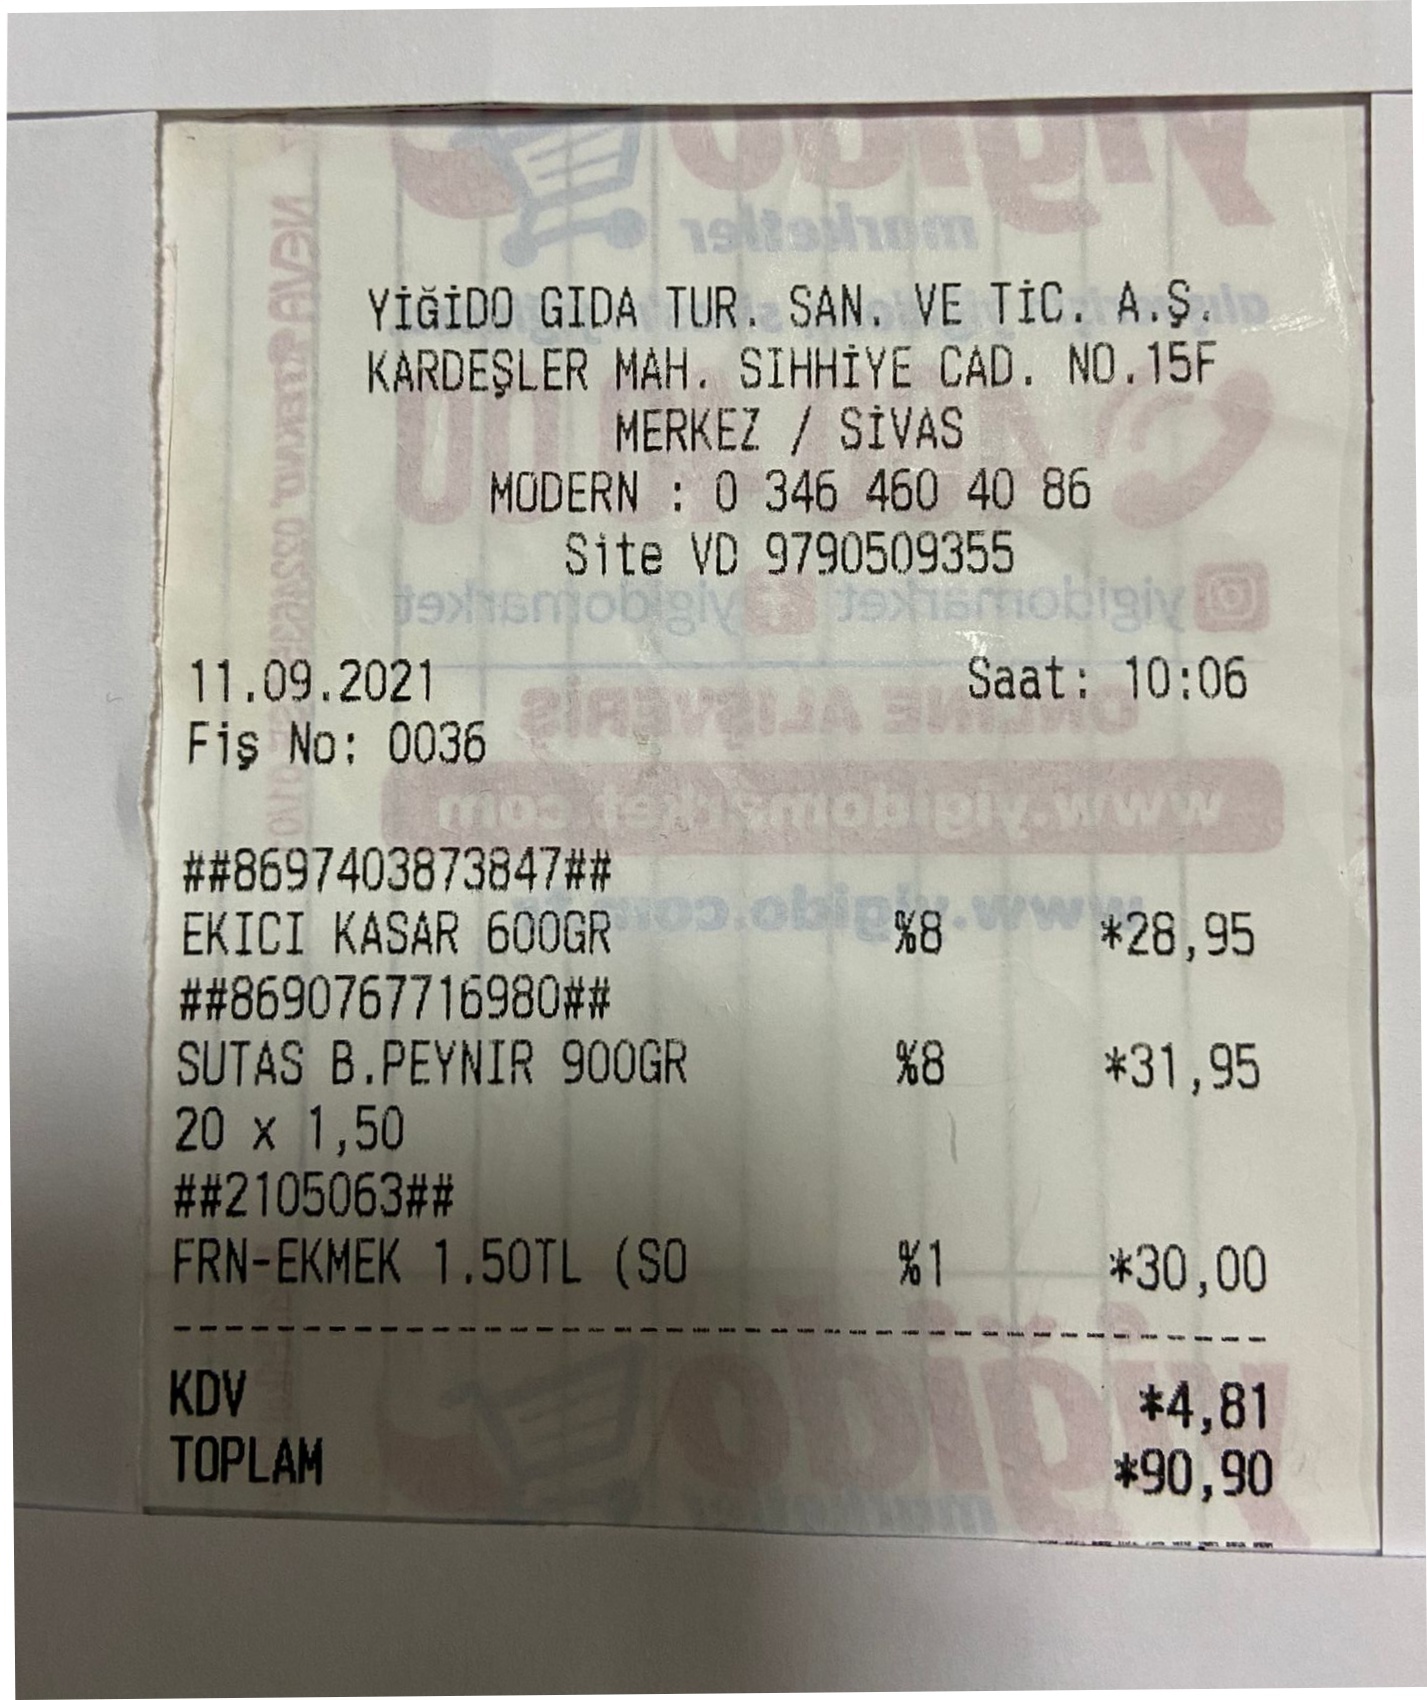 YİĞİDO GIDA TUR. SAN. VE TİC. A.Ş.
KARDEŞLER MAH. SIHHİYE CAD. NO.15F
MERKEZ / SİVAS
MODERN : 0 346 460 40 86
Site VD 9790509355
11.09.2021 Saat: 10:06
Fiş No: 0036
##8697403873847##
EKICI KASAR 600GR %8 *28,95
##8690767716980##
SUTAS B.PEYNIR 900GR %8 *31,95
20 x 1,50
##2105063##
FRN-EKMEK 1.50TL (SO %1 *30,00
KDV *4,81
TOPLAM *90,90